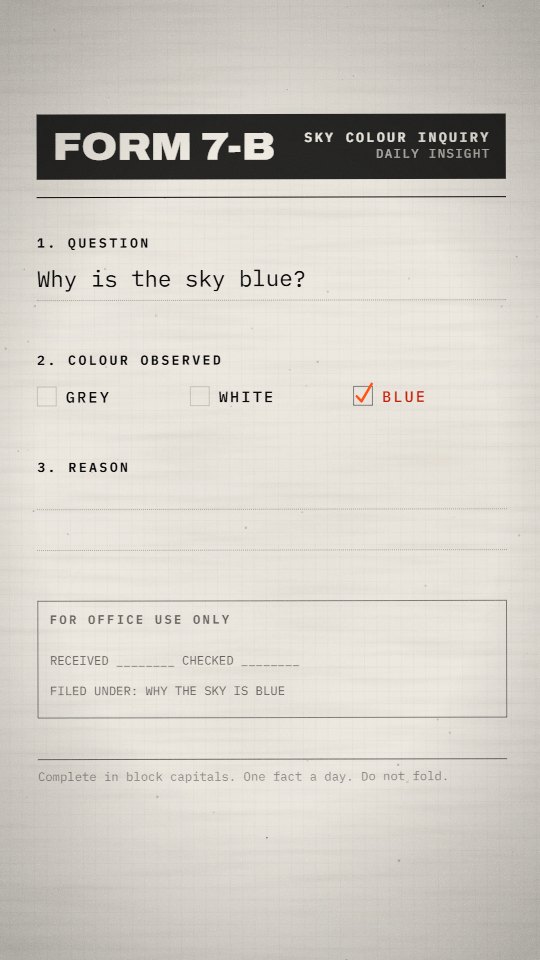 FORM 7-B
SKY COLOUR INQUIRY
DAILY INSIGHT
1. QUESTION
Why is the sky blue?
2. COLOUR OBSERVED
GREY WHITE BLUE
3. REASON
FOR OFFICE USE ONLY
RECEIVED ________ CHECKED ________
FILED UNDER: WHY THE SKY IS BLUE
Complete in block capitals. One fact a day. Do not fold.